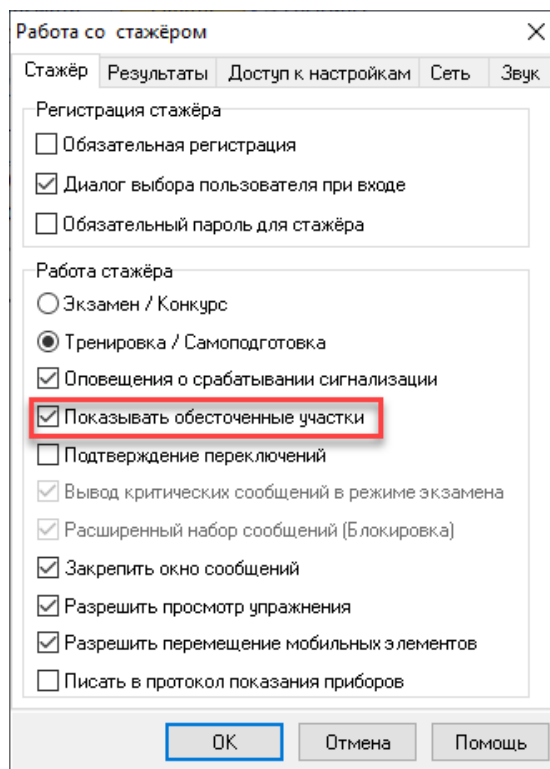 Работа со стажёром
Стажёр Результаты Доступ к настройкам Сеть Звук
Регистрация стажёра
Обязательная регистрация
Диалог выбора пользователя при входе
Обязательный пароль для стажёра
Работа стажёра
Экзамен / Конкурс
Тренировка / Самоподготовка
Оповещения о срабатывании сигнализации
Показывать обесточенные участки
Подтверждение переключений
Вывод критических сообщений в режиме экзамена
Расширенный набор сообщений (Блокировка)
Закрепить окно сообщений
Разрешить просмотр упражнения
Разрешить перемещение мобильных элементов
Писать в протокол показания приборов
OK Отмена Помощь